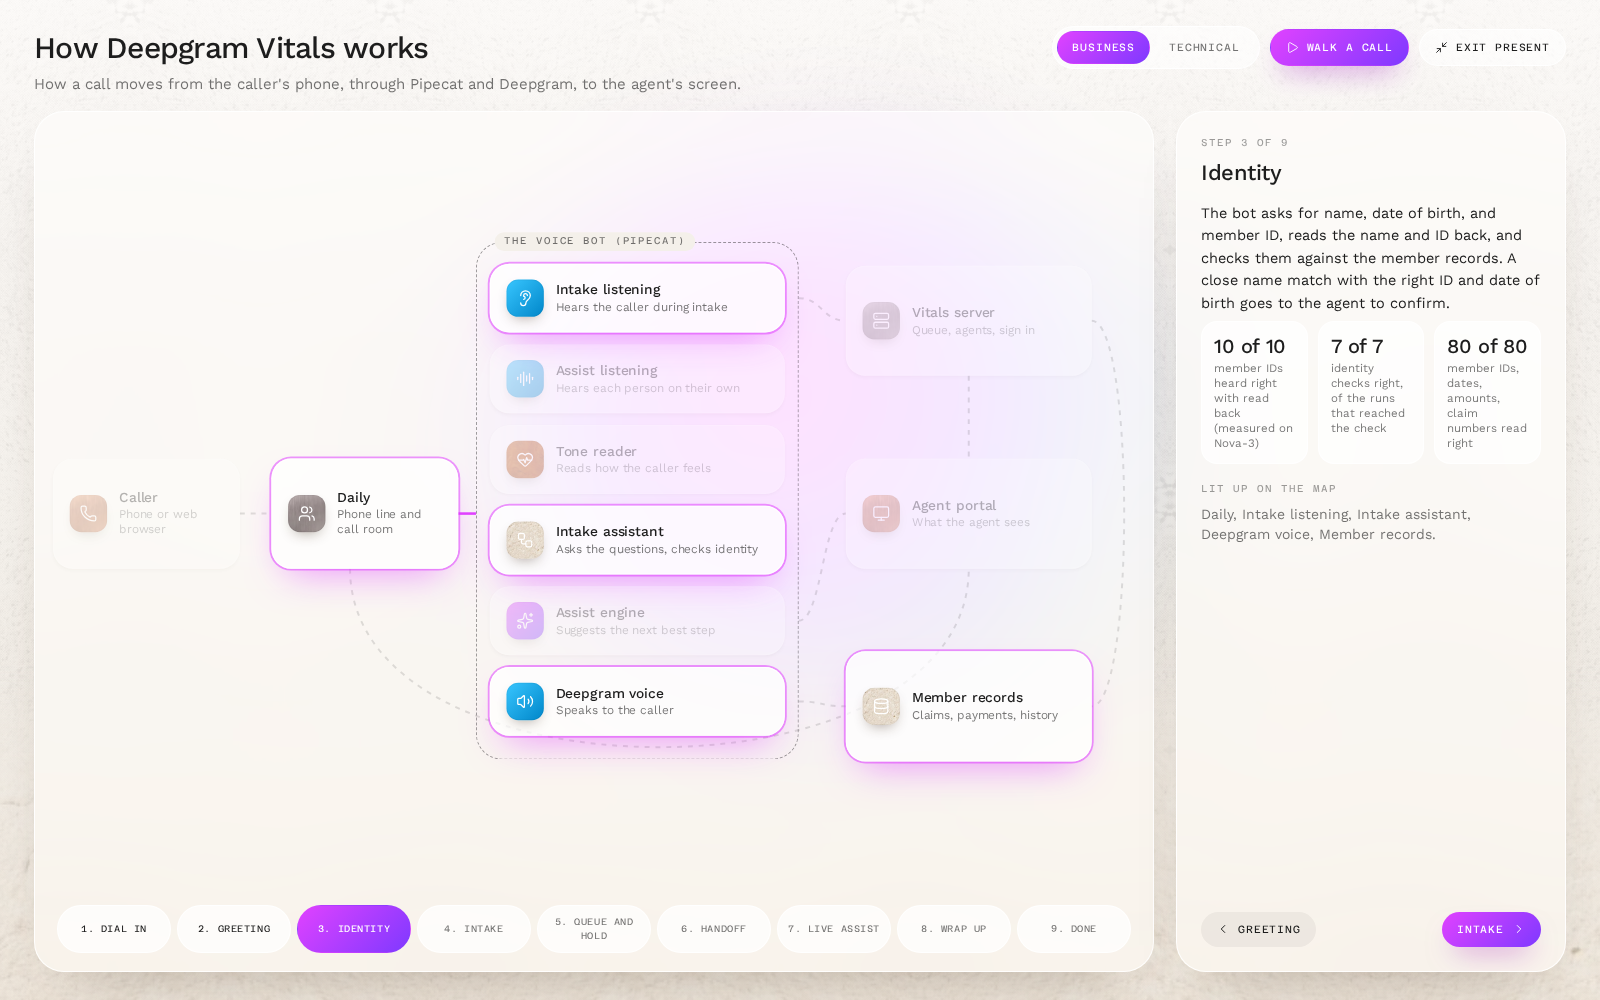 How Deepgram Vitals works
How a call moves from the caller's phone, through Pipecat and Deepgram, to the agent's screen.
BUSINESS
TECHNICAL
WALK A CALL
EXIT PRESENT
THE VOICE BOT (PIPECAT)
Intake listening
Hears the caller during intake
Assist listening
Hears each person on their own
Tone reader
Reads how the caller feels
Intake assistant
Asks the questions, checks identity
Assist engine
Suggests the next best step
Deepgram voice
Speaks to the caller
Caller
Phone or web
browser
Daily
Phone line and
call room
Vitals server
Queue, agents, sign in
Agent portal
What the agent sees
Member records
Claims, payments, history
1. DIAL IN
2. GREETING
3. IDENTITY
4. INTAKE
5. QUEUE AND
HOLD
6. HANDOFF
7. LIVE ASSIST
8. WRAP UP
9. DONE
STEP 3 OF 9
Identity
The bot asks for name, date of birth, and
member ID, reads the name and ID back, and
checks them against the member records. A
close name match with the right ID and date of
birth goes to the agent to confirm.
10 of 10
member IDs
heard right
with read
back
(measured on
Nova-3)
7 of 7
identity
checks right,
of the runs
that reached
the check
80 of 80
member IDs,
dates,
amounts,
claim
numbers read
right
LIT UP ON THE MAP
Daily, Intake listening, Intake assistant,
Deepgram voice, Member records.
GREETING
INTAKE